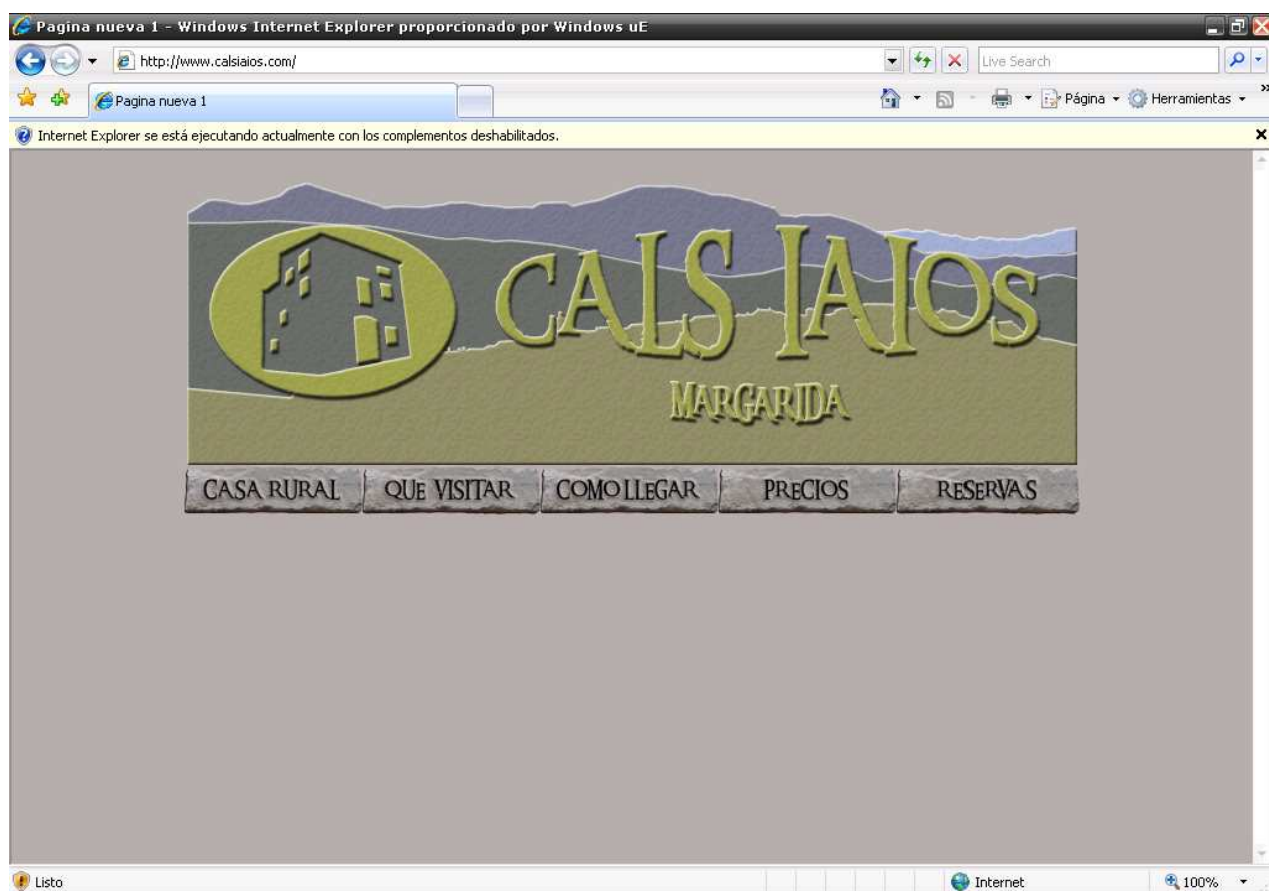 Pagina nueva 1 - Windows Internet Explorer proporcionado por Windows uE
http://www.calsiaios.com/
Live Search
Pagina nueva 1
Página
Herramientas
Internet Explorer se está ejecutando actualmente con los complementos deshabilitados.
CALS IAIOS
MARGARIDA
CASA RURAL QUE VISITAR COMO LLEGAR PRECIOS RESERVAS
Listo
Internet
100%